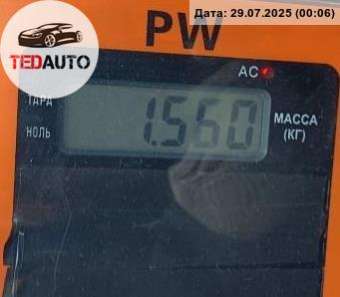 Дата: 29.07.2025 (00:06)
PW
TEDAUTO
AC
ТАРА
1.560
МАССА
(КГ)
НОЛЬ